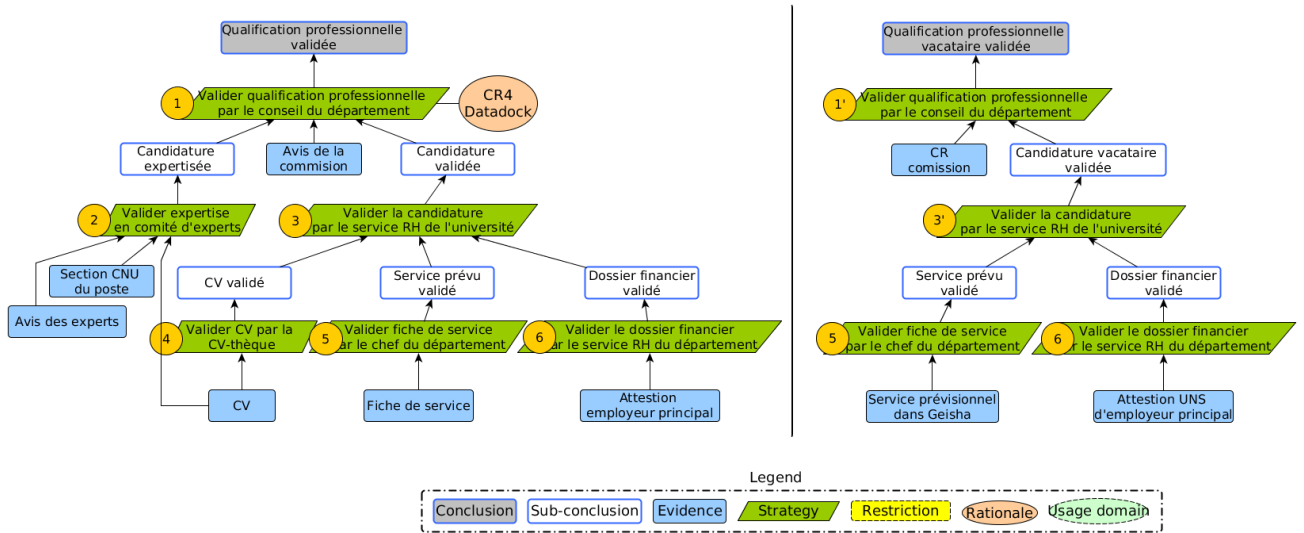 Qualification professionnelle
validée
1
Valider qualification professionnelle
par le conseil du département
CR4
Datadock
Candidature
expertisée
Avis de la
commision
Candidature
validée
2
Valider expertise
en comité d'experts
3
Valider la candidature
par le service RH de l'université
Section CNU
du poste
Avis des experts
CV validé
Service prévu
validé
Dossier financier
validé
4
Valider CV par la
CV-thèque
5
Valider fiche de service
par le chef du département
6
Valider le dossier financier
r le service RH du département
CV
Fiche de service
Attestion
employeur principal
Qualification professionnelle
vacataire validée
1'
Valider qualification professionnelle
par le conseil du département
CR
comission
Candidature vacataire
validée
3'
Valider la candidature
par le service RH de l'université
Service prévu
validé
Dossier financier
validé
5
Valider fiche de service
par le chef du département
6
Valider le dossier financier
r le service RH du département
Service prévisionnel
dans Geisha
Attestion UNS
d'employeur principal
Legend
Conclusion
Sub-conclusion
Evidence
Strategy
Restriction
Rationale
Usage domain